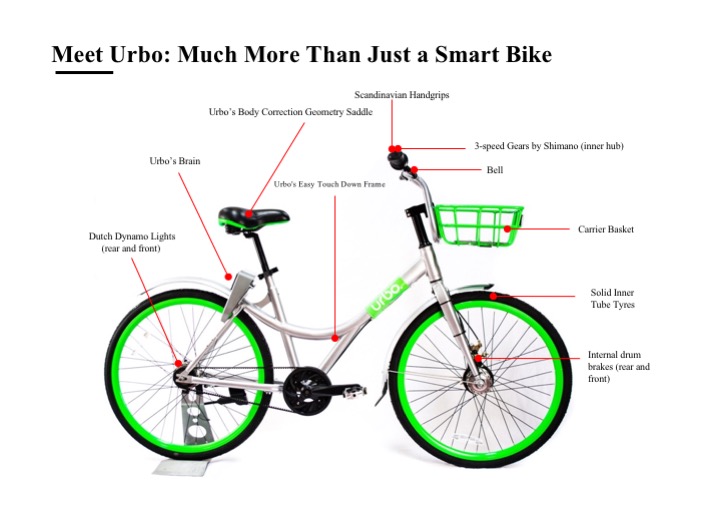 Meet Urbo: Much More Than Just a Smart Bike
Scandinavian Handgrips
Urbo’s Body Correction Geometry Saddle
3-speed Gears by Shimano (inner hub)
Urbo’s Brain
Bell
Urbo's Easy Touch Down Frame
Carrier Basket
Dutch Dynamo Lights
(rear and front)
urbo
Solid Inner
Tube Tyres
Internal drum
brakes (rear and
front)